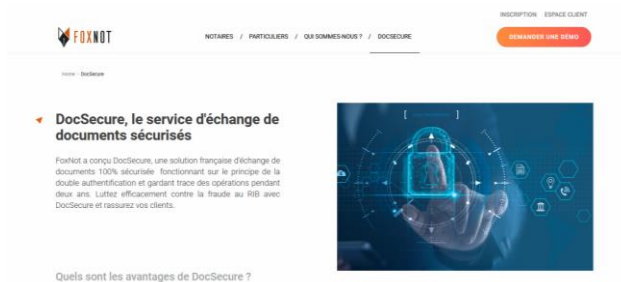 INSCRIPTION ESPACE CLIENT
FOXNOT
NOTAIRES / PARTICULIERS / QUI SOMMES-NOUS ? / DOCSECURE
DEMANDER UNE DÉMO
Home - DocSecure
DocSecure, le service d'échange de
documents sécurisés
FoxNot a conçu DocSecure, une solution française d'échange de
documents 100% sécurisée fonctionnant sur le principe de la
double authentification et gardant trace des opérations pendant
deux ans. Luttez efficacement contre la fraude au RIB avec
DocSecure et rassurez vos clients.
Quels sont les avantages de DocSecure ?